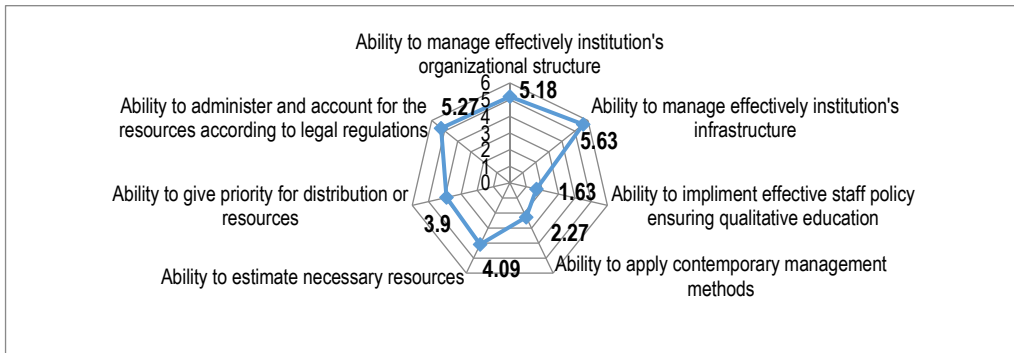 Ability to manage effectively institution's
organizational structure
6
5
4
3
2
1
0
5.18
Ability to manage effectively institution's
infrastructure
5.63
Ability to impliment effective staff policy
ensuring qualitative education
1.63
Ability to apply contemporary management
methods
2.27
Ability to estimate necessary resources
4.09
Ability to give priority for distribution or
resources
3.9
Ability to administer and account for the
resources according to legal regulations
5.27